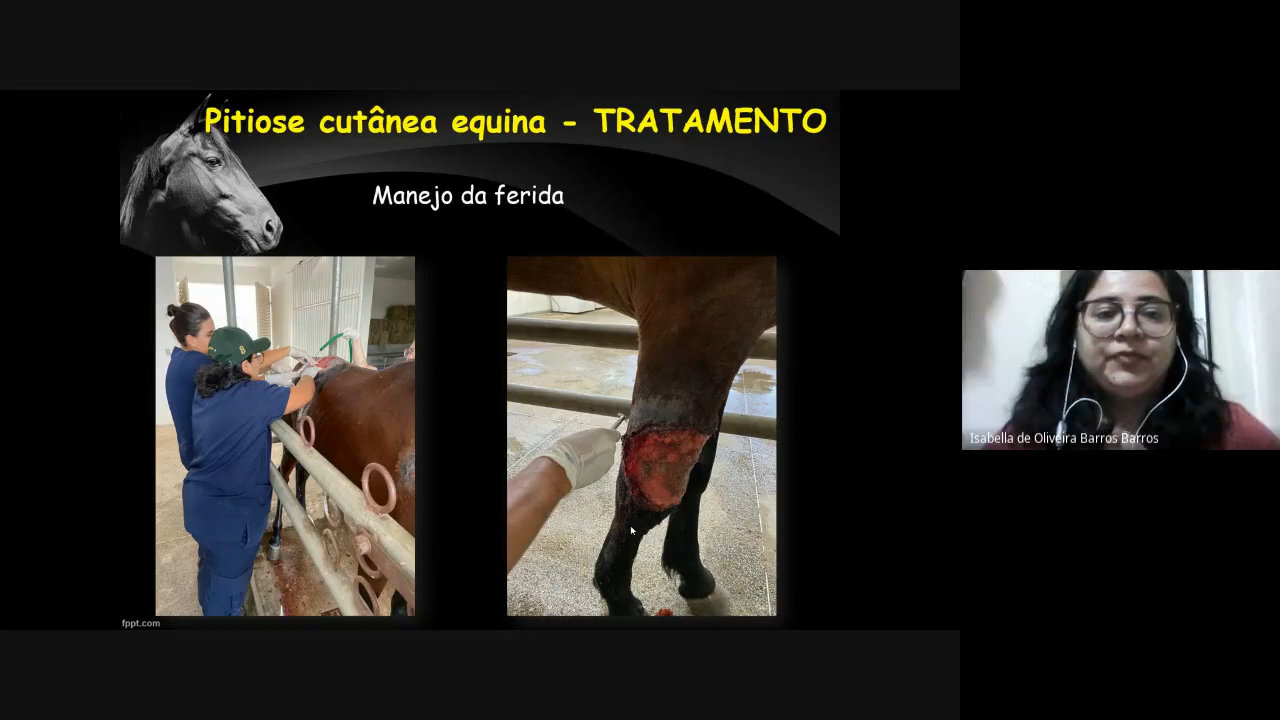 Pitiose cutânea equina - TRATAMENTO
Manejo da ferida
Isabella de Oliveira Barros Barros
fppt.com